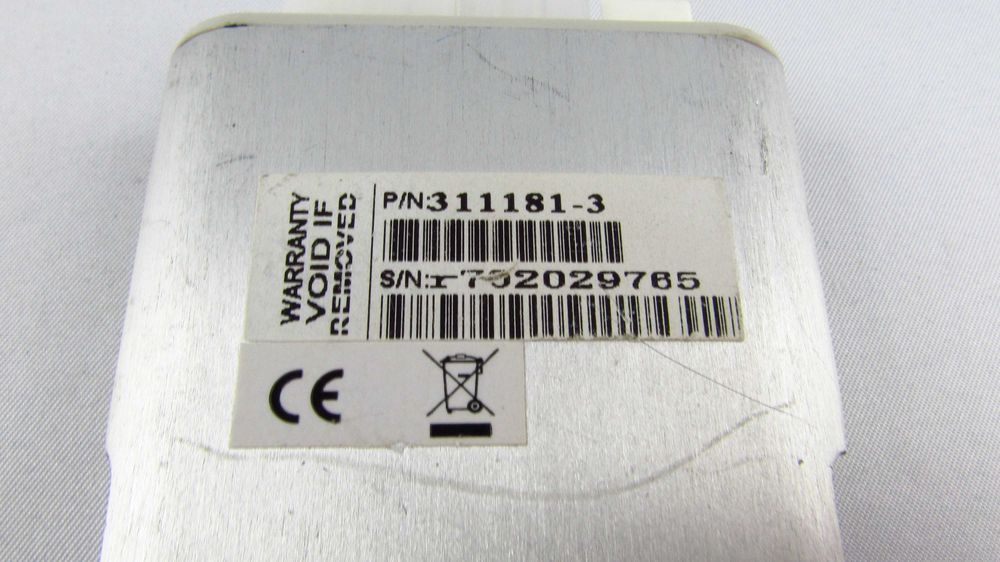 WARRANTY
VOID IF
REMOVED
P/N:311181-3
S/N:
CE